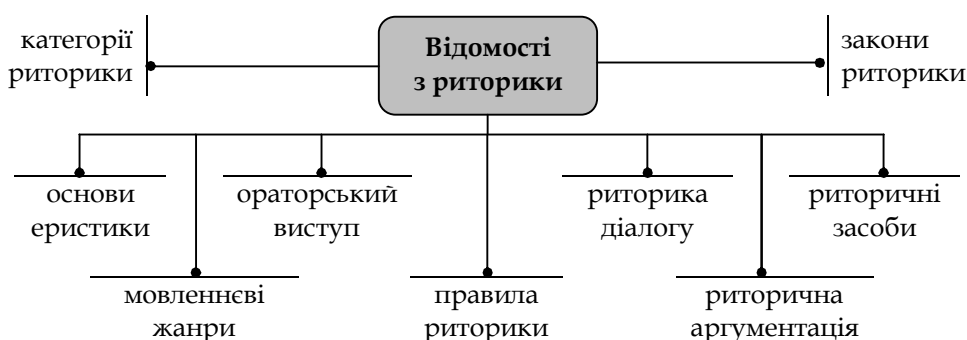 категорії
риторики
Відомості
з риторики
закони
риторики
основи
еристики
ораторський
виступ
риторика
діалогу
риторичні
засоби
мовленнєві
жанри
правила
риторики
риторична
аргументація